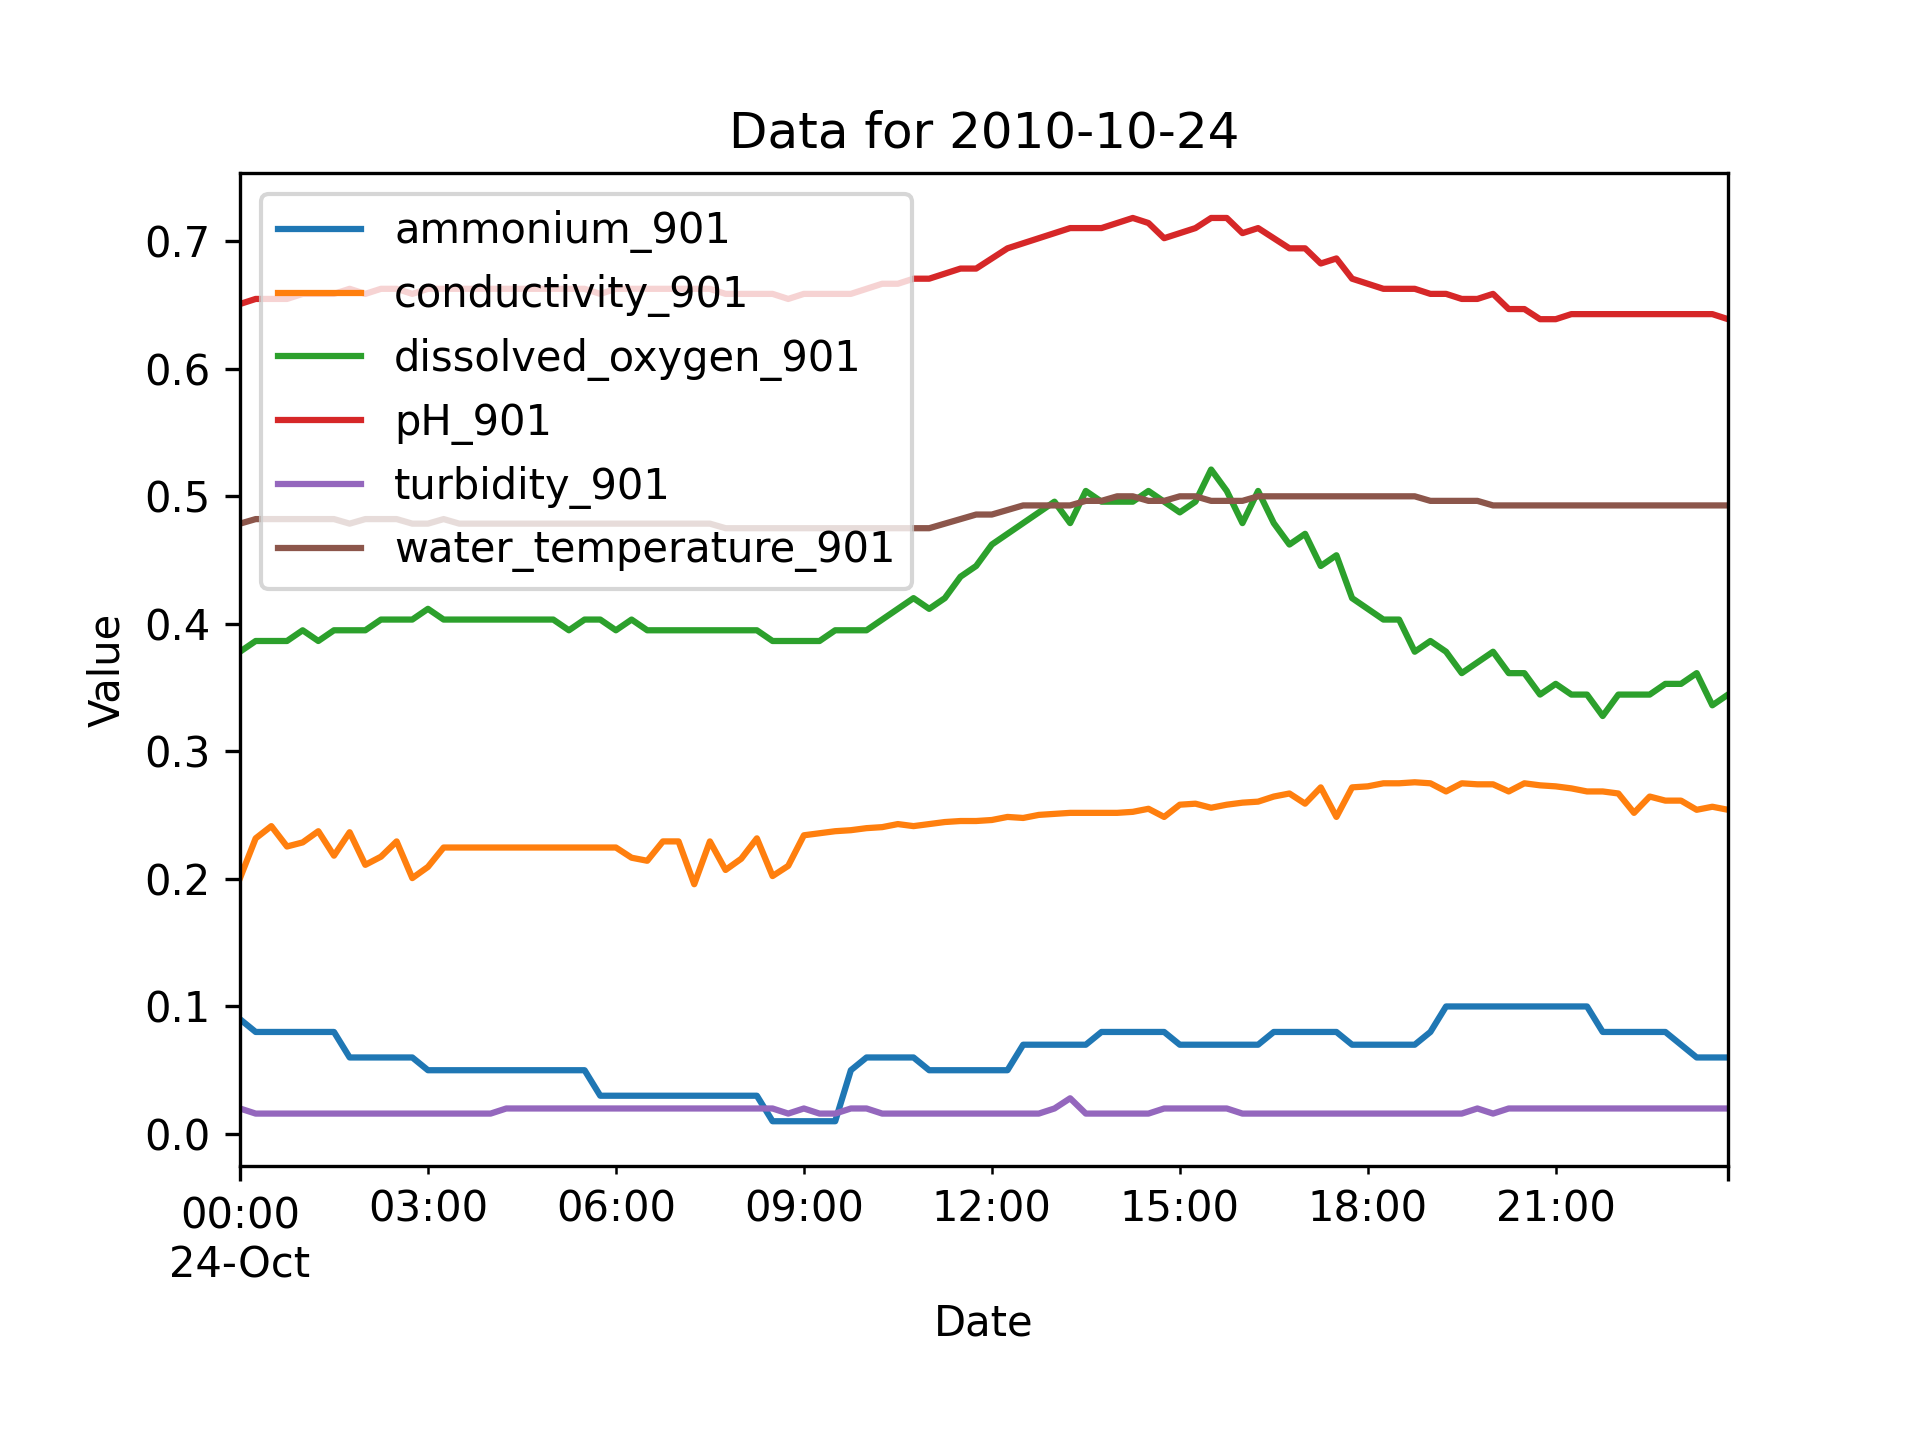 Data for 2010-10-24
ammonium_901
conductivity_901
dissolved_oxygen_901
pH_901
turbidity_901
water_temperature_901
0.7
0.6
0.5
0.4
0.3
0.2
0.1
0.0
Value
00:00 03:00 06:00 09:00 12:00 15:00 18:00 21:00
24-Oct
Date